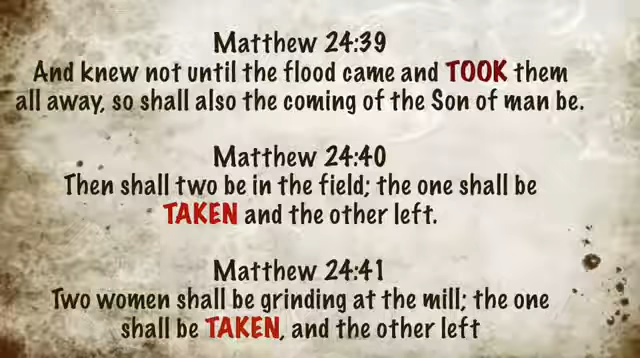 Matthew 24:39
And knew not until the flood came and TOOK them
all away, so shall also the coming of the Son of man be.
Matthew 24:40
Then shall two be in the field; the one shall be
TAKEN and the other left.
Matthew 24:41
Two women shall be grinding at the mill; the one
shall be TAKEN, and the other left